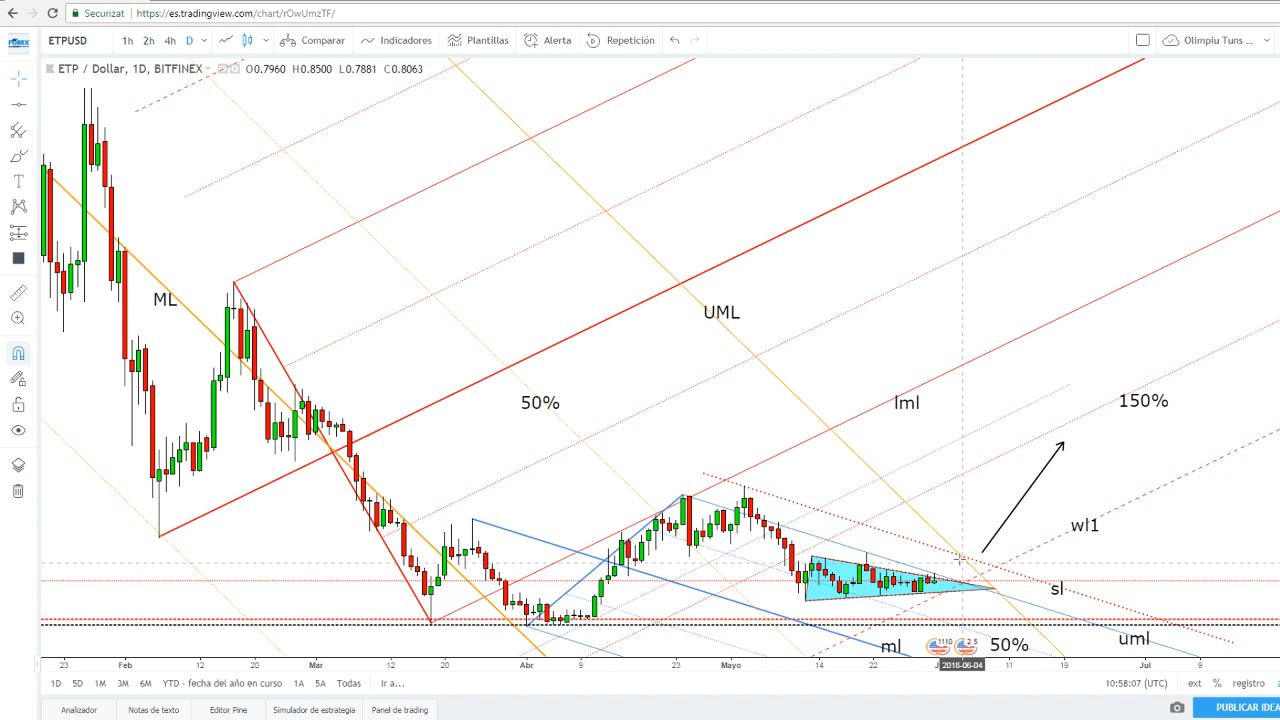 Securizat
https://es.tradingview.com/chart/rOwUmzTF/
FOREX
ETPUSD 1h 2h 4h D Comparar Indicadores Plantillas Alerta Repetición Olimpiu Tuns ...
ETP / Dollar, 1D, BITFINEX O0.7960 H0.8500 L0.7881 C0.8063
ML
UML
50%
lml
150%
wl1
sl
uml
ml
50%
23 Feb 12 20 Mar 12 20 Abr 9 23 Mayo 14 22 2018-06-04 11 19 Jul 9
1D 5D 1M 3M 6M YTD - fecha del año en curso 1A 5A Todas Ir a... 10:58:07 (UTC) ext % registro
Analizador Notas de texto Editor Pine Simulador de estrategia Panel de trading PUBLICAR IDEA